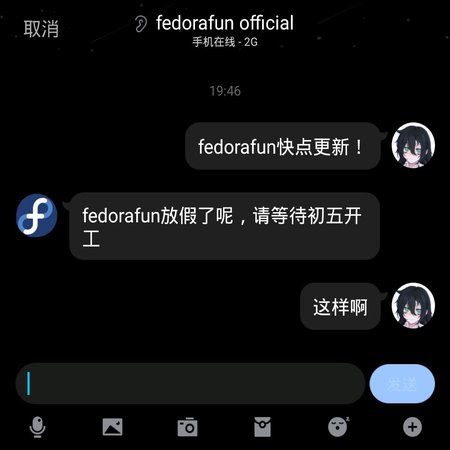 取消
fedorafun official
手机在线 - 2G
19:46
fedorafun快点更新！
fedorafun放假了呢，请等待初五开
工
这样啊
发送